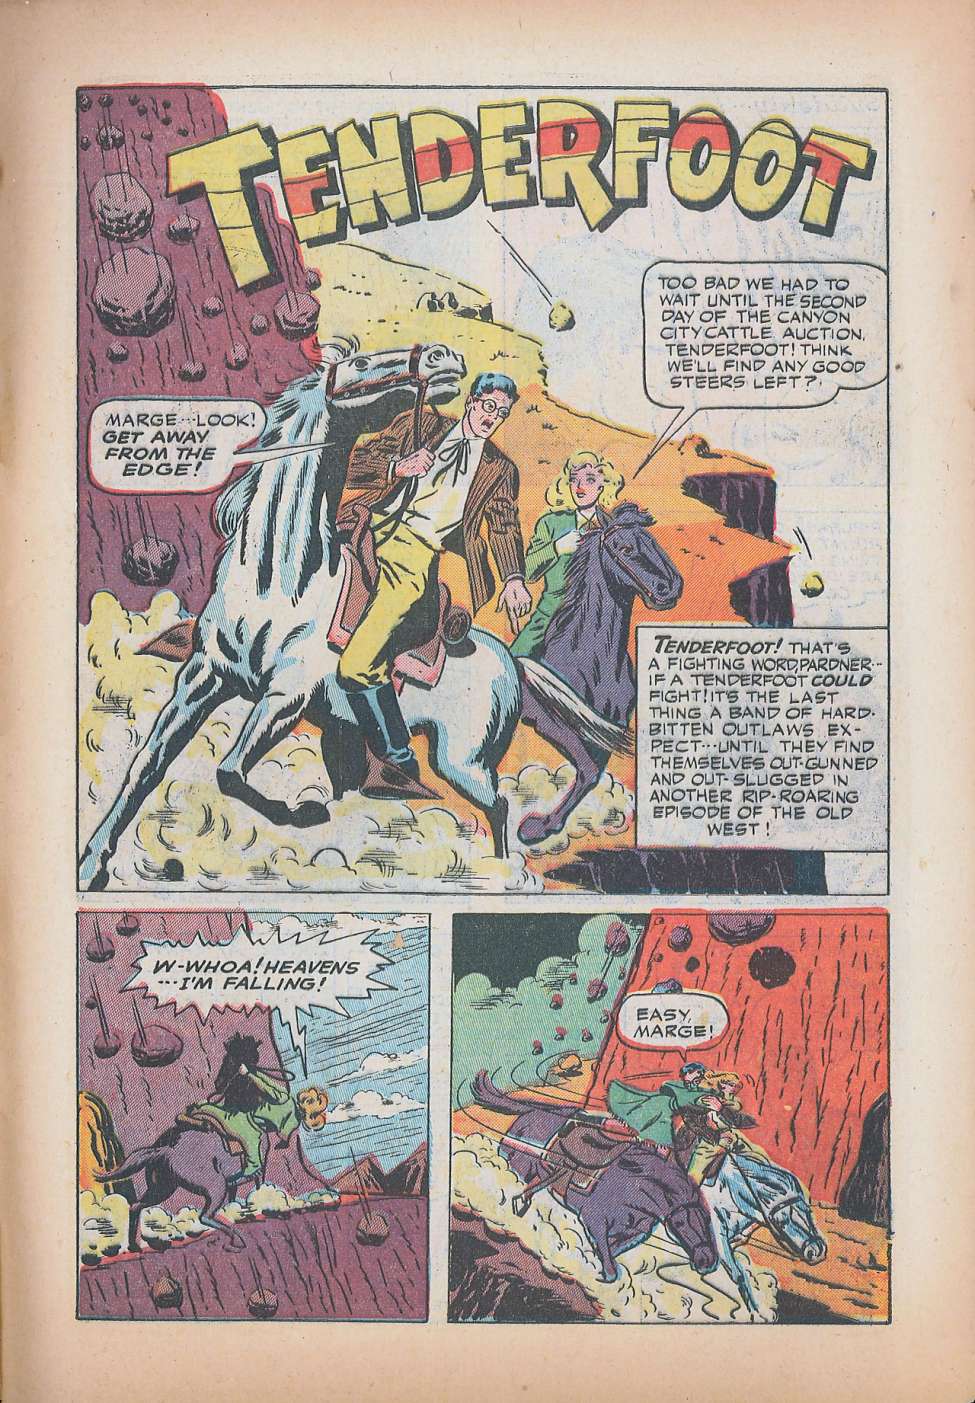 TENDERFOOT
TOO BAD WE HAD TO
WAIT UNTIL THE SECOND
DAY OF THE CANYON
CITY CATTLE AUCTION,
TENDERFOOT! THINK
WE'LL FIND ANY GOOD
STEERS LEFT?
MARGE---LOOK!
GET AWAY
FROM THE
EDGE!
TENDERFOOT! THAT'S
A FIGHTING WORD, PARDNER--
IF A TENDERFOOT COULD
FIGHT! IT'S THE LAST
THING A BAND OF HARD-
BITTEN OUTLAWS EX-
PECT---UNTIL THEY FIND
THEMSELVES OUT-GUNNED
AND OUT-SLUGGED IN
ANOTHER RIP-ROARING
EPISODE OF THE OLD
WEST!
W-WHOA! HEAVENS
---I'M FALLING!
EASY,
MARGE!